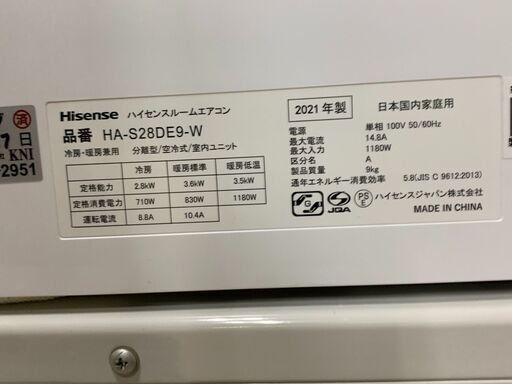 済
7日
KNI
2951
Hisense ハイセンスルームエアコン
品番 HA-S28DE9-W
冷房・暖房兼用 分離型/空冷式/室内ユニット
冷房 暖房標準 暖房低温
定格能力 2.8kW 3.6kW 3.5kW
定格消費電力 710W 830W 1180W
運転電流 8.8A 10.4A
2021年製 日本国内家庭用
電源 単相 100V 50/60Hz
最大電流 14.8A
最大入力 1180W
区分名 A
製品質量 9kg
通年エネルギー消費効率 5.8(JIS C 9612:2013)
G JQA PSE ハイセンスジャパン株式会社
MADE IN CHINA